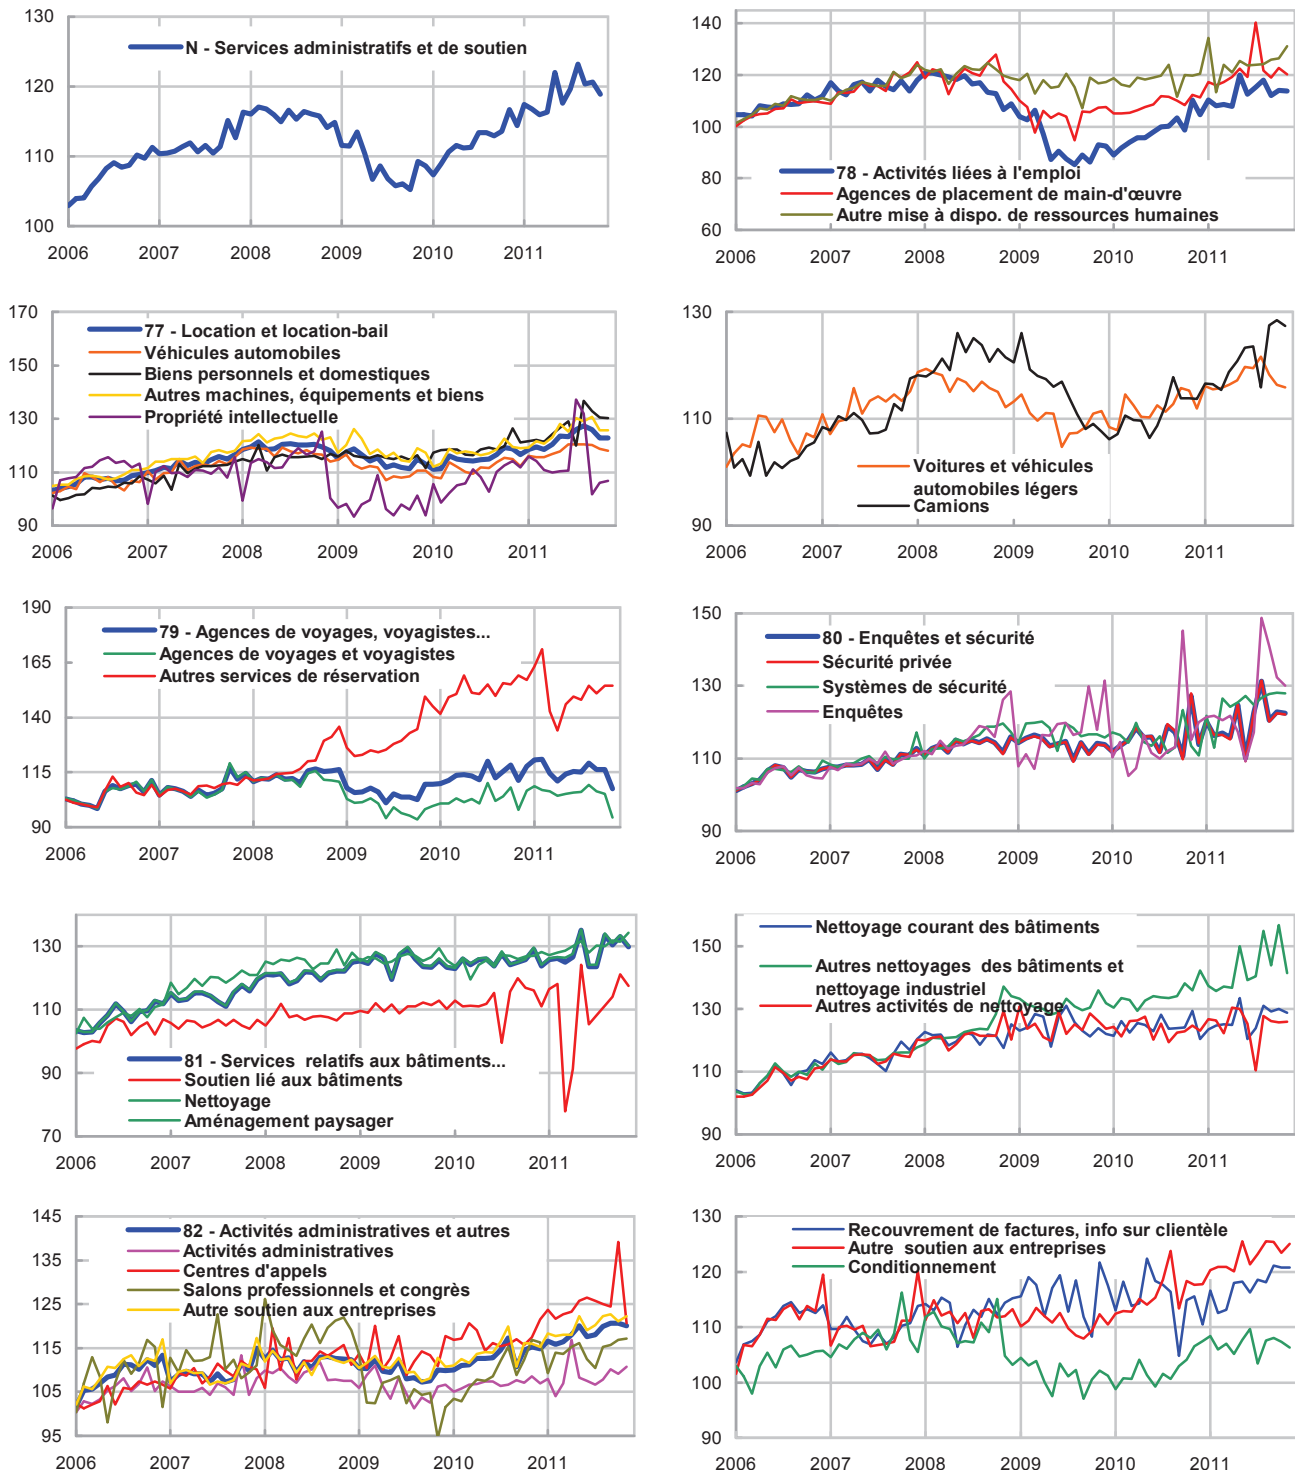 130
120
110
100
N - Services administratifs et de soutien
2006 2007 2008 2009 2010 2011
140
120
100
80
60
78 - Activités liées à l'emploi
Agences de placement de main-d'œuvre
Autre mise à dispo. de ressources humaines
2006 2007 2008 2009 2010 2011
170
150
130
110
90
77 - Location et location-bail
Véhicules automobiles
Biens personnels et domestiques
Autres machines, équipements et biens
Propriété intellectuelle
2006 2007 2008 2009 2010 2011
130
110
90
Voitures et véhicules
automobiles légers
Camions
2006 2007 2008 2009 2010 2011
190
165
140
115
90
79 - Agences de voyages, voyagistes...
Agences de voyages et voyagistes
Autres services de réservation
2006 2007 2008 2009 2010 2011
150
130
110
90
80 - Enquêtes et sécurité
Sécurité privée
Systèmes de sécurité
Enquêtes
2006 2007 2008 2009 2010 2011
130
110
90
70
81 - Services relatifs aux bâtiments...
Soutien lié aux bâtiments
Nettoyage
Aménagement paysager
2006 2007 2008 2009 2010 2011
150
130
110
90
Nettoyage courant des bâtiments
Autres nettoyages des bâtiments et
nettoyage industriel
Autres activités de nettoyage
2006 2007 2008 2009 2010 2011
145
135
125
115
105
95
82 - Activités administratives et autres
Activités administratives
Centres d'appels
Salons professionnels et congrès
Autre soutien aux entreprises
2006 2007 2008 2009 2010 2011
130
120
110
100
90
Recouvrement de factures, info sur clientèle
Autre soutien aux entreprises
Conditionnement
2006 2007 2008 2009 2010 2011